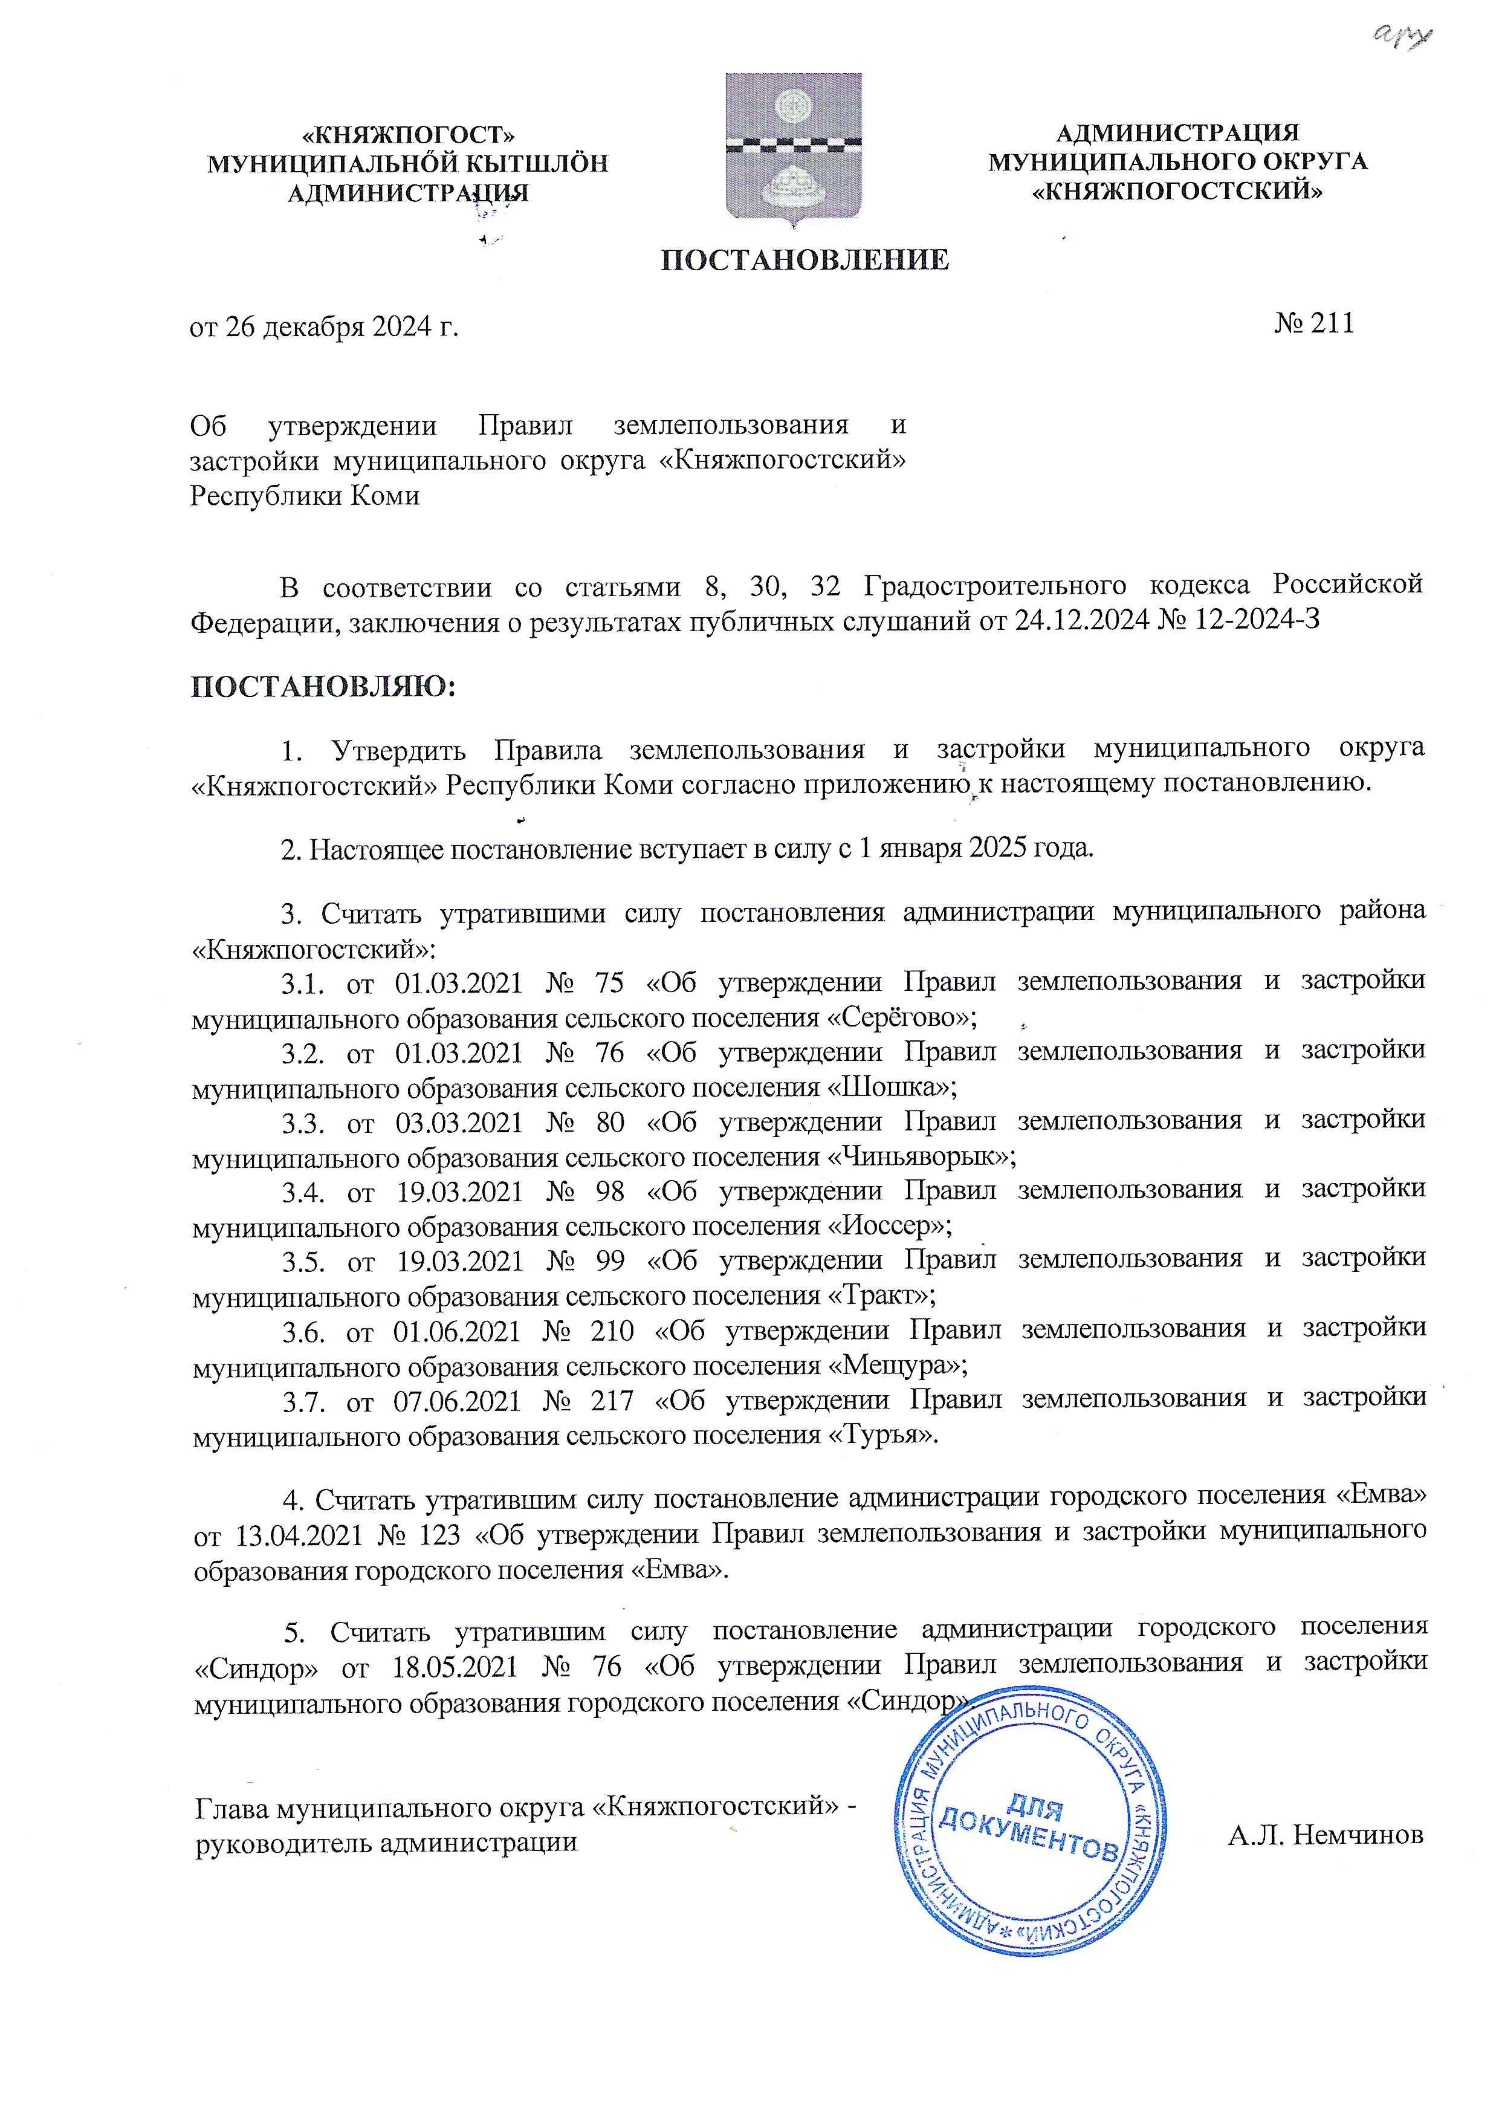 ару
«КНЯЖПОГОСТ»
МУНИЦИПАЛЬНӦЙ КЫТШЛӦН
АДМИНИСТРАЦИЯ
АДМИНИСТРАЦИЯ
МУНИЦИПАЛЬНОГО ОКРУГА
«КНЯЖПОГОСТСКИЙ»
ПОСТАНОВЛЕНИЕ
от 26 декабря 2024 г.
№ 211
Об утверждении Правил землепользования и
застройки муниципального округа «Княжпогостский»
Республики Коми
В соответствии со статьями 8, 30, 32 Градостроительного кодекса Российской
Федерации, заключения о результатах публичных слушаний от 24.12.2024 № 12-2024-З
ПОСТАНОВЛЯЮ:
1. Утвердить Правила землепользования и застройки муниципального округа
«Княжпогостский» Республики Коми согласно приложению к настоящему постановлению.
2. Настоящее постановление вступает в силу с 1 января 2025 года.
3. Считать утратившими силу постановления администрации муниципального района
«Княжпогостский»:
3.1. от 01.03.2021 № 75 «Об утверждении Правил землепользования и застройки
муниципального образования сельского поселения «Серёгово»;
3.2. от 01.03.2021 № 76 «Об утверждении Правил землепользования и застройки
муниципального образования сельского поселения «Шошка»;
3.3. от 03.03.2021 № 80 «Об утверждении Правил землепользования и застройки
муниципального образования сельского поселения «Чиньяворык»;
3.4. от 19.03.2021 № 98 «Об утверждении Правил землепользования и застройки
муниципального образования сельского поселения «Иоссер»;
3.5. от 19.03.2021 № 99 «Об утверждении Правил землепользования и застройки
муниципального образования сельского поселения «Тракт»;
3.6. от 01.06.2021 № 210 «Об утверждении Правил землепользования и застройки
муниципального образования сельского поселения «Мещура»;
3.7. от 07.06.2021 № 217 «Об утверждении Правил землепользования и застройки
муниципального образования сельского поселения «Туръя».
4. Считать утратившим силу постановление администрации городского поселения «Емва»
от 13.04.2021 № 123 «Об утверждении Правил землепользования и застройки муниципального
образования городского поселения «Емва».
5. Считать утратившим силу постановление администрации городского поселения
«Синдор» от 18.05.2021 № 76 «Об утверждении Правил землепользования и застройки
муниципального образования городского поселения «Синдор».
Глава муниципального округа «Княжпогостский» -
руководитель администрации
А.Л. Немчинов
*АДМИНИСТРАЦИЯ МУНИЦИПАЛЬНОГО ОКРУГА «КНЯЖПОГОСТСКИЙ»
ДЛЯ
ДОКУМЕНТОВ